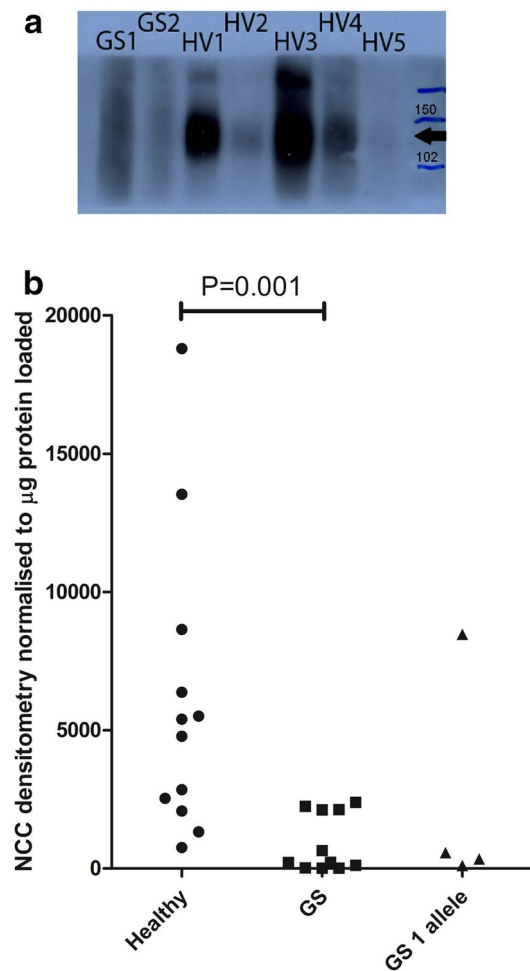 a
GS1 GS2 HV1 HV2 HV3 HV4 HV5
150
102
b
P=0.001
NCC densitometry normalised to μg protein loaded
20000
15000
10000
5000
0
Healthy GS GS 1 allele